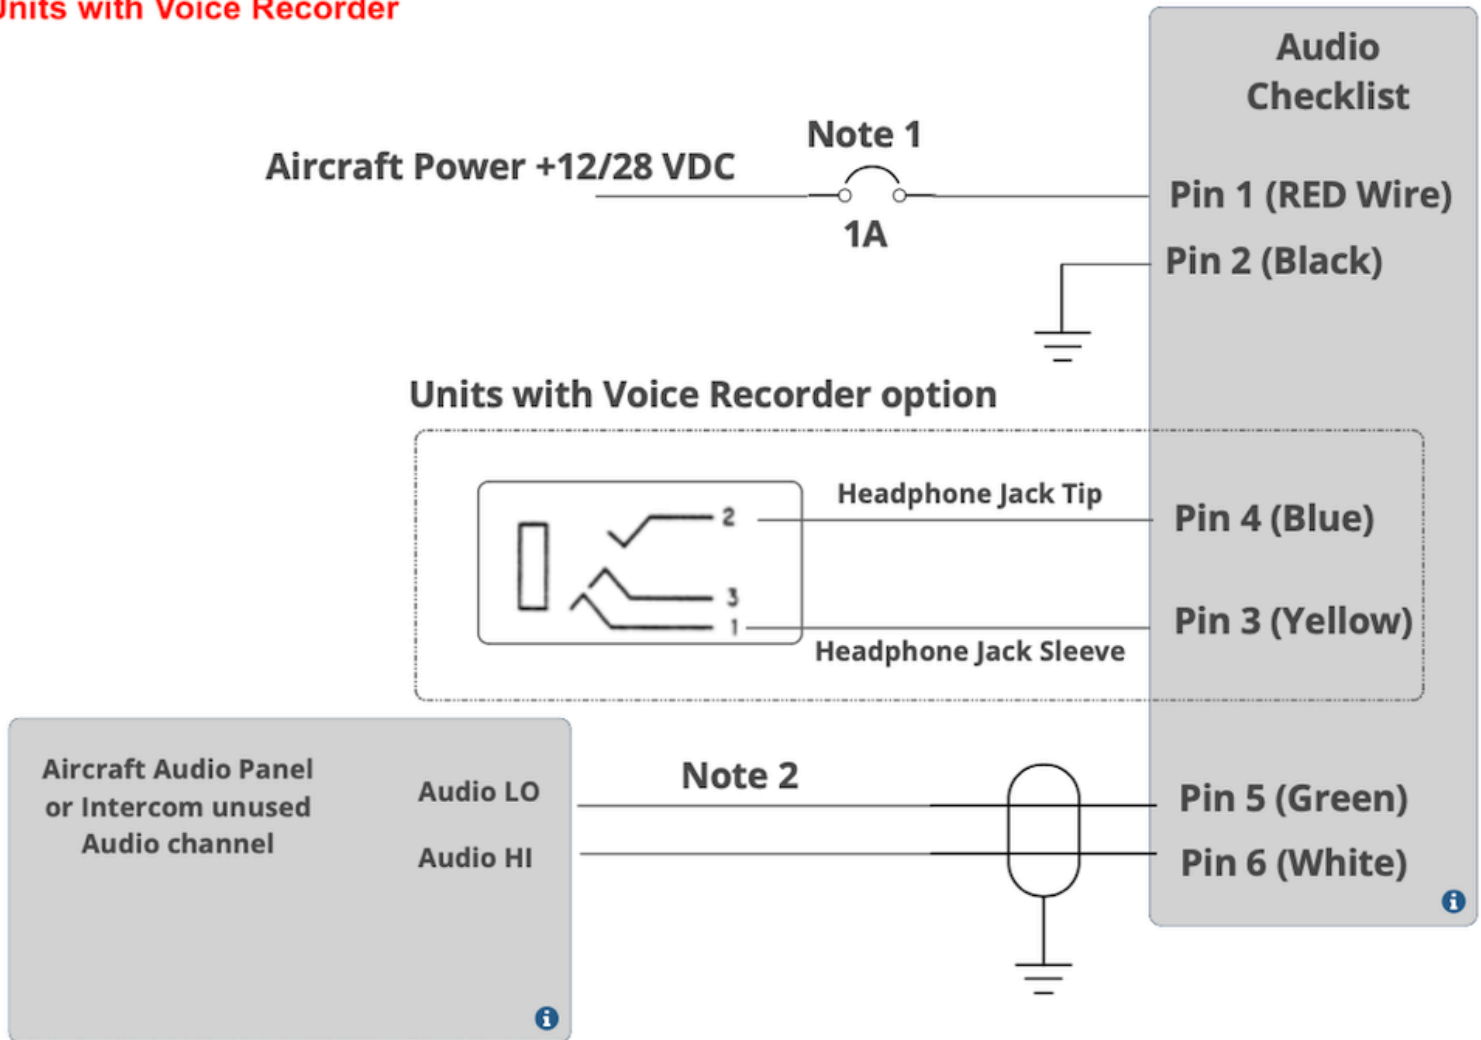 Units with Voice Recorder
Audio
Checklist
Note 1
Aircraft Power +12/28 VDC
1A
Pin 1 (RED Wire)
Pin 2 (Black)
Units with Voice Recorder option
Headphone Jack Tip
2
Pin 4 (Blue)
3
1
Pin 3 (Yellow)
Headphone Jack Sleeve
Aircraft Audio Panel
or Intercom unused
Audio channel
Audio LO
Audio HI
Note 2
Pin 5 (Green)
Pin 6 (White)
i
i